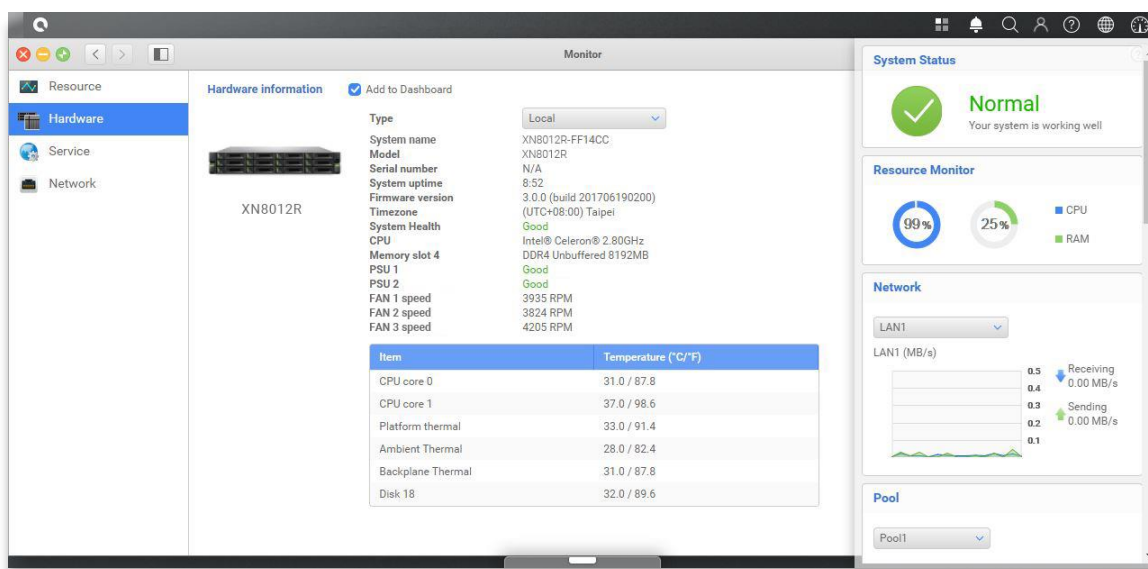 Monitor
Resource
Hardware
Service
Network
Hardware information
Add to Dashboard
XN8012R
Type Local
System name XN8012R-FF14CC
Model XN8012R
Serial number N/A
System uptime 8:52
Firmware version 3.0.0 (build 201706190200)
Timezone (UTC+08:00) Taipei
System Health Good
CPU Intel® Celeron® 2.80GHz
Memory slot 4 DDR4 Unbuffered 8192MB
PSU 1 Good
PSU 2 Good
FAN 1 speed 3935 RPM
FAN 2 speed 3824 RPM
FAN 3 speed 4205 RPM
Item Temperature (°C/°F)
CPU core 0 31.0 / 87.8
CPU core 1 37.0 / 98.6
Platform thermal 33.0 / 91.4
Ambient Thermal 28.0 / 82.4
Backplane Thermal 31.0 / 87.8
Disk 18 32.0 / 89.6
System Status
Normal
Your system is working well
Resource Monitor
99% 25%
CPU
RAM
Network
LAN1
LAN1 (MB/s)
0.5
0.4
0.3
0.2
0.1
Receiving
0.00 MB/s
Sending
0.00 MB/s
Pool
Pool1